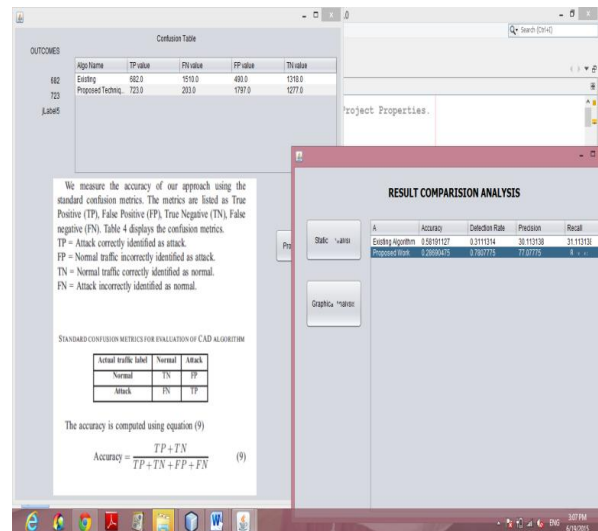 Search (Ctrl+I)
Confusion Table
OUTCOMES
Algo Name TP value FN value FP value TN value
682 Existing 682.0 1510.0 490.0 1318.0
723 Proposed Techniq... 723.0 203.0 1797.0 1277.0
jLabel5
Project Properties.
We measure the accuracy of our approach using the
standard confusion metrics. The metrics are listed as True
Positive (TP), False Positive (FP), True Negative (TN), False
negative (FN). Table 4 displays the confusion metrics.
TP = Attack correctly identified as attack.
FP = Normal traffic incorrectly identified as attack.
TN = Normal traffic correctly identified as normal.
FN = Attack incorrectly identified as normal.
STANDARD CONFUSION METRICS FOR EVALUATION OF CAD ALGORITHM
Actual traffic label Normal Attack
Normal TN FP
Attack FN TP
The accuracy is computed using equation (9)
Accuracy = TP+TN / TP+TN+FP+FN (9)
RESULT COMPARISION ANALYSIS
Static
Graphica
A Accuracy Detection Rate Precision Recall
Existing Algorithm 0.58191127 0.3111314 30.113138 31.113138
Proposed Work 0.28690475 0.7807775 77.07775
ENG 3:07 PM
6/19/2015